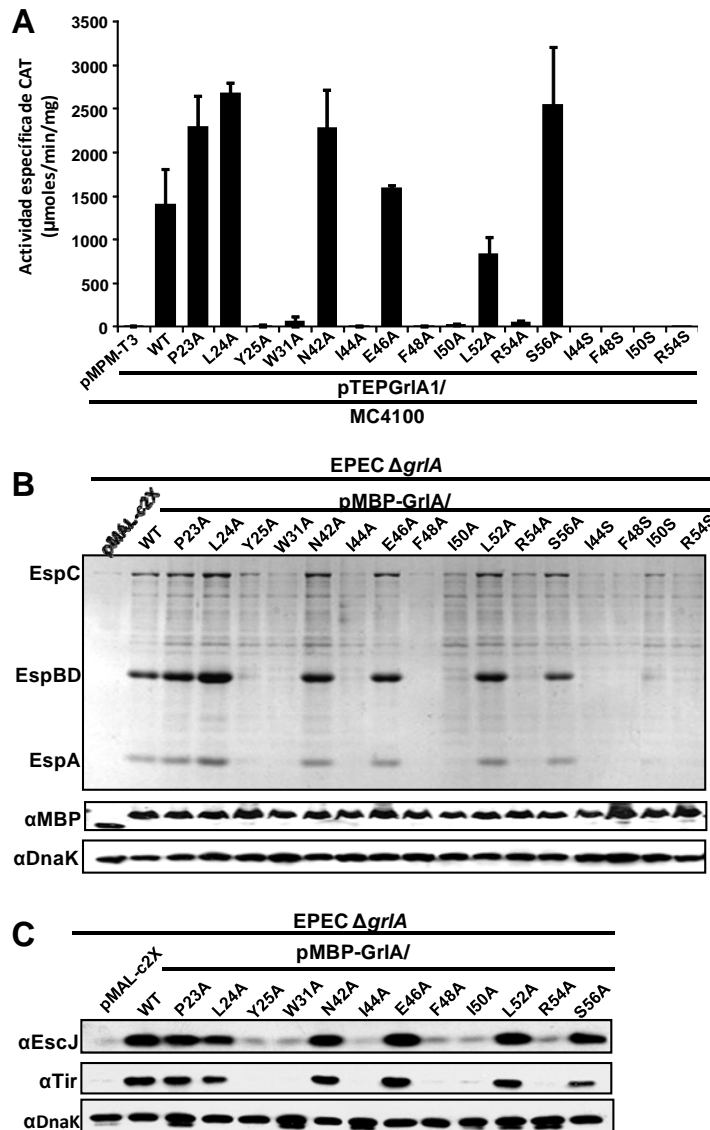 A
Actividad específica de CAT
(μmoles/min/mg)
3500
3000
2500
2000
1500
1000
500
0
pMPM-T3 WT P23A L24A Y25A W31A N42A I44A E46A F48A I50A L52A R54A S56A I44S F48S I50S R54S
pTEPGrlA1/
MC4100
B
EPEC ΔgrlA
pMBP-GrlA/
pMAL-c2X WT P23A L24A Y25A W31A N42A I44A E46A F48A I50A L52A R54A S56A I44S F48S I50S R54S
EspC
EspBD
EspA
αMBP
αDnaK
C
EPEC ΔgrlA
pMBP-GrlA/
pMAL-c2X WT P23A L24A Y25A W31A N42A I44A E46A F48A I50A L52A R54A S56A
αEscJ
αTir
αDnaK